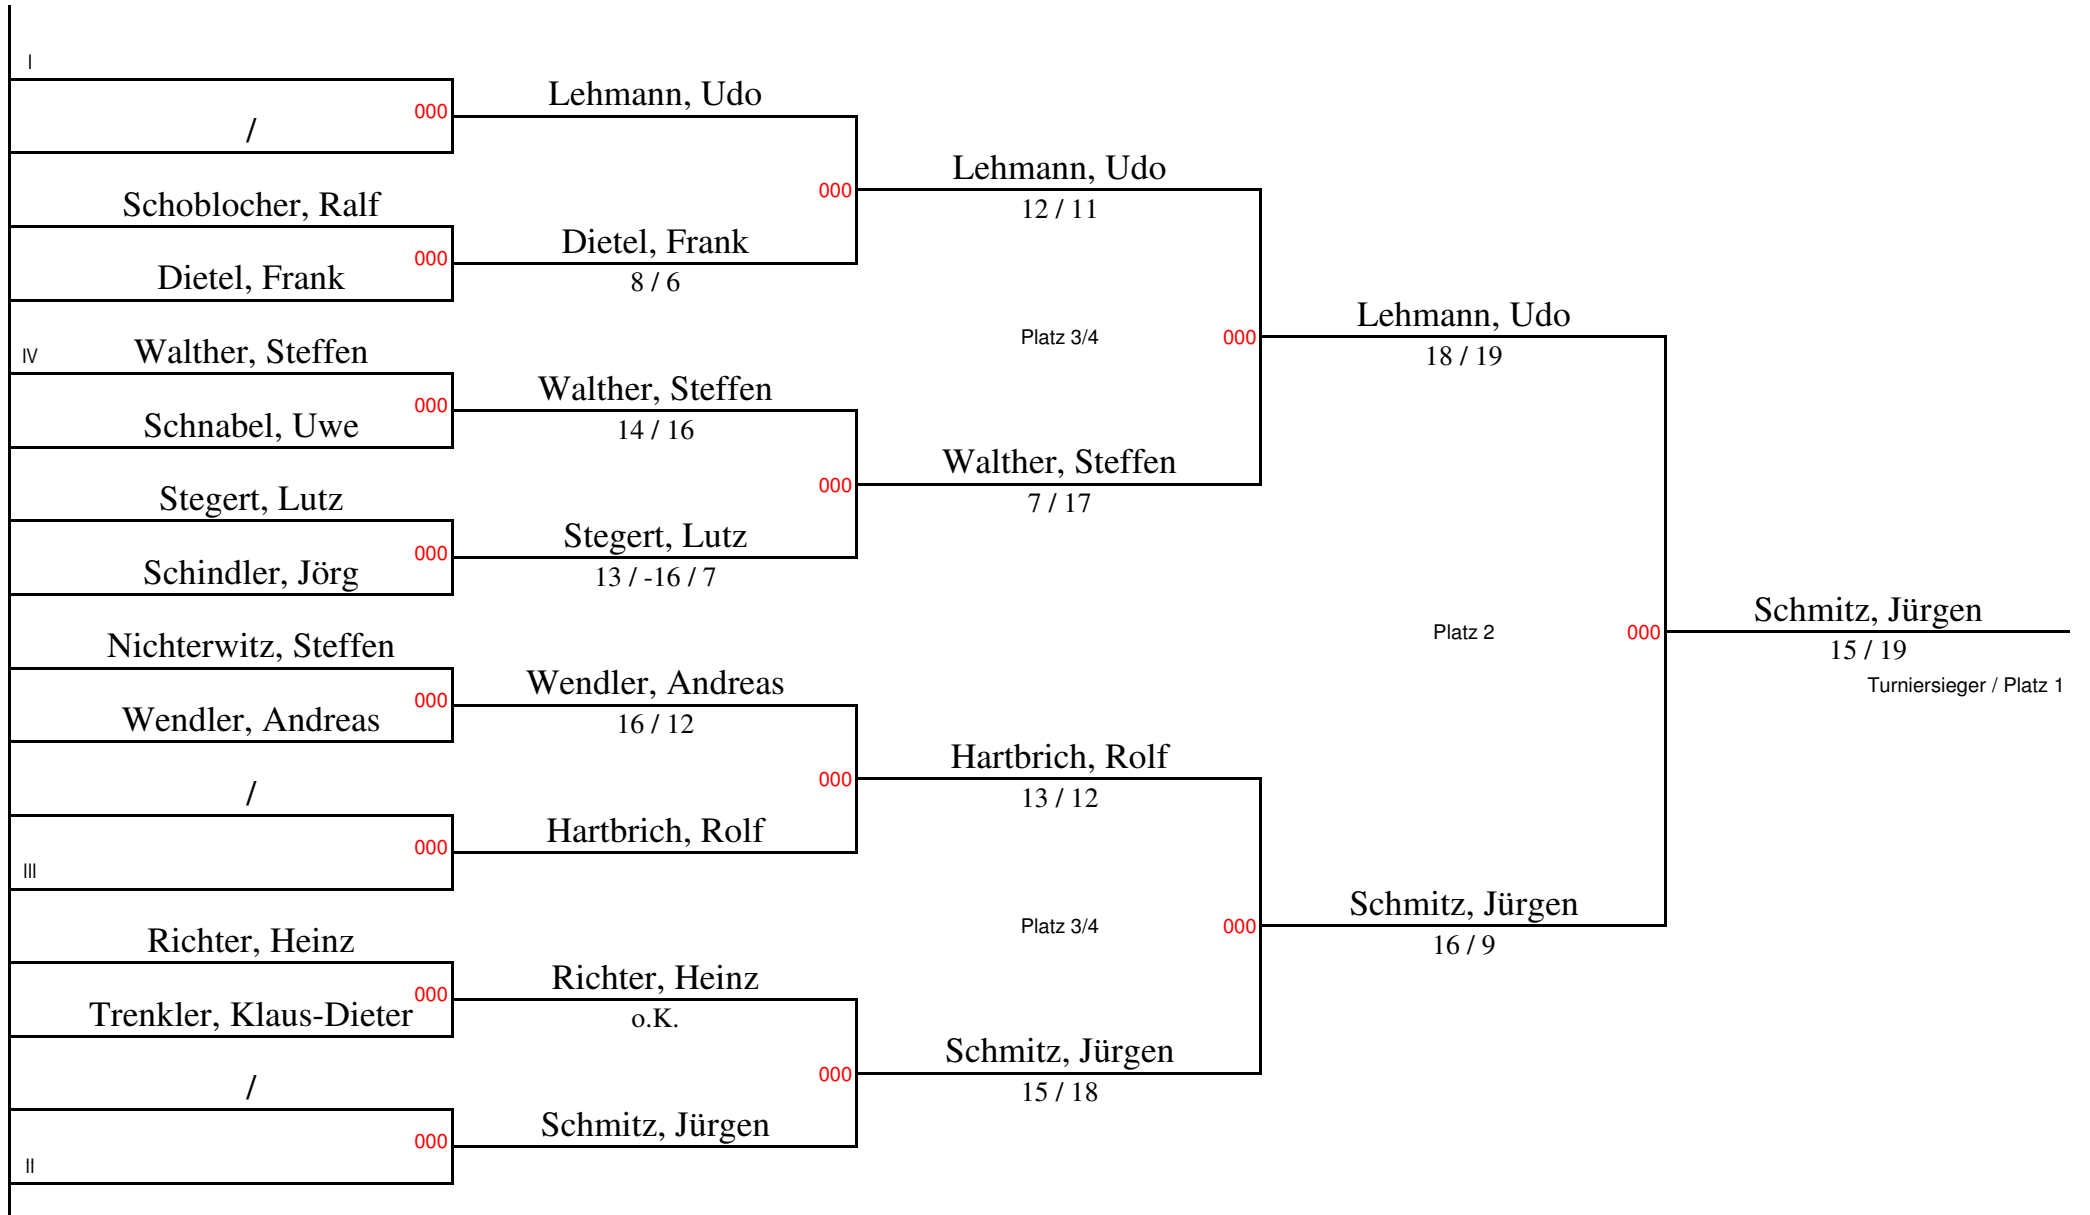 I
000
/
Lehmann, Udo
Schoblocher, Ralf
000
Dietel, Frank
Dietel, Frank
8 / 6
000
Lehmann, Udo
12 / 11
IV
Walther, Steffen
000
Schnabel, Uwe
Walther, Steffen
14 / 16
Stegert, Lutz
000
Schindler, Jörg
Stegert, Lutz
13 / -16 / 7
000
Walther, Steffen
7 / 17
Platz 3/4
000
Lehmann, Udo
18 / 19
Nichterwitz, Steffen
000
Wendler, Andreas
Wendler, Andreas
16 / 12
/
000
III
Hartbrich, Rolf
000
Hartbrich, Rolf
13 / 12
Richter, Heinz
000
Trenkler, Klaus-Dieter
Richter, Heinz
o.K.
/
000
II
Schmitz, Jürgen
000
Schmitz, Jürgen
15 / 18
Platz 3/4
000
Schmitz, Jürgen
16 / 9
Platz 2
000
Schmitz, Jürgen
15 / 19
Turniersieger / Platz 1